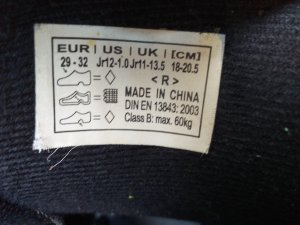 EUR | US | UK | [CM]
29 - 32 Jr12-1.0 Jr11-13.5 18-20.5
<R>
MADE IN CHINA
DIN EN 13843: 2003
Class B: max. 60kg